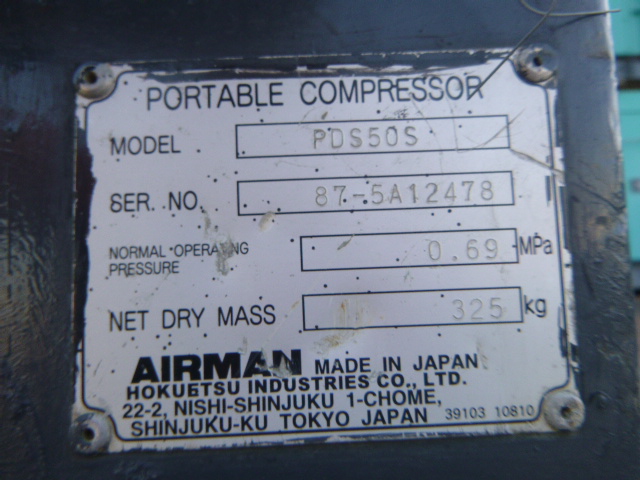 PORTABLE COMPRESSOR
MODEL PDS50S
SER. NO. 87-5A12478
NORMAL OPERATING PRESSURE 0.69 MPa
NET DRY MASS 325 kg
AIRMAN MADE IN JAPAN
HOKUETSU INDUSTRIES CO., LTD.
22-2, NISHI-SHINJUKU 1-CHOME,
SHINJUKU-KU TOKYO JAPAN 39103 10810